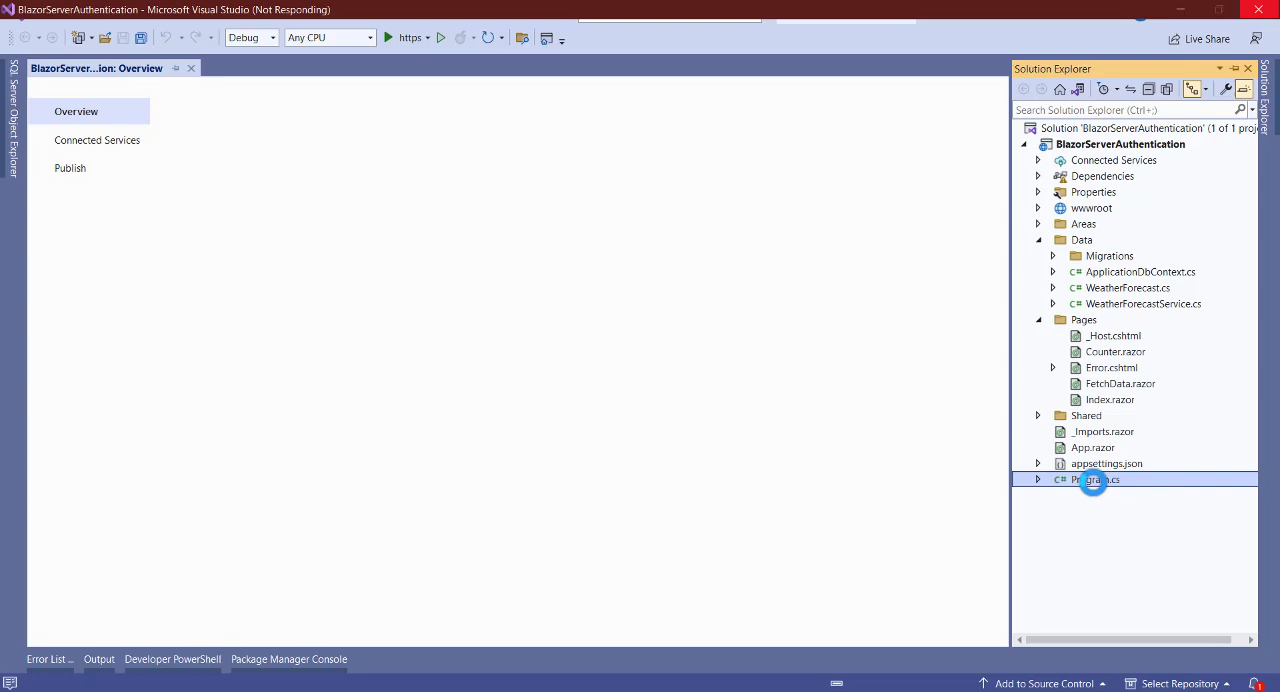 BlazorServerAuthentication - Microsoft Visual Studio (Not Responding)
Debug
Any CPU
https
Live Share
SQL Server Object Explorer
BlazorServer...ion: Overview
Overview
Connected Services
Publish
Solution Explorer
Search Solution Explorer (Ctrl+;)
Solution 'BlazorServerAuthentication' (1 of 1 proj
BlazorServerAuthentication
Connected Services
Dependencies
Properties
wwwroot
Areas
Data
Migrations
ApplicationDbContext.cs
WeatherForecast.cs
WeatherForecastService.cs
Pages
_Host.cshtml
Counter.razor
Error.cshtml
FetchData.razor
Index.razor
Shared
_Imports.razor
App.razor
appsettings.json
Program.cs
Solution Explorer
Error List ...
Output
Developer PowerShell
Package Manager Console
Add to Source Control
Select Repository
1